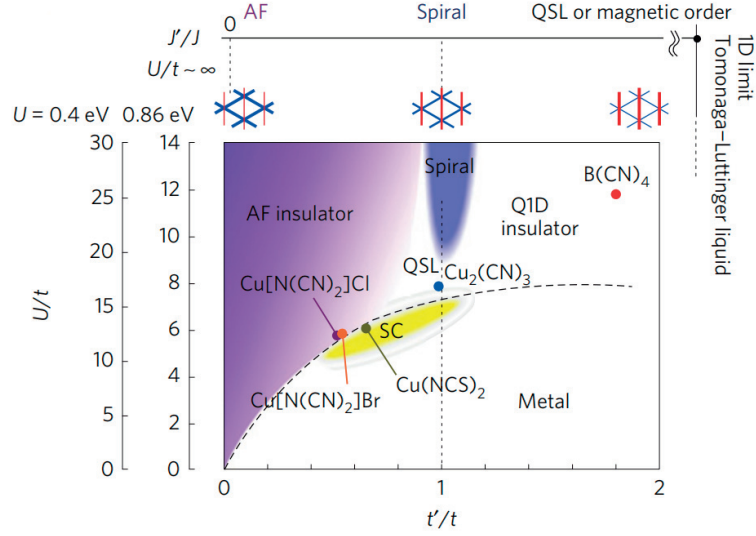 0 AF Spiral QSL or magnetic order
J′/J
U/t ~ ∞
1D limit
Tomonaga–Luttinger liquid
U = 0.4 eV 0.86 eV
30 14
25 12
20 10
15 8
10 6
5 4
2
0 0
U/t
Spiral
B(CN)₄
AF insulator
Q1D
insulator
QSL Cu₂(CN)₃
Cu[N(CN)₂]Cl
SC
Cu(NCS)₂
Cu[N(CN)₂]Br
Metal
0 1 2
t′/t